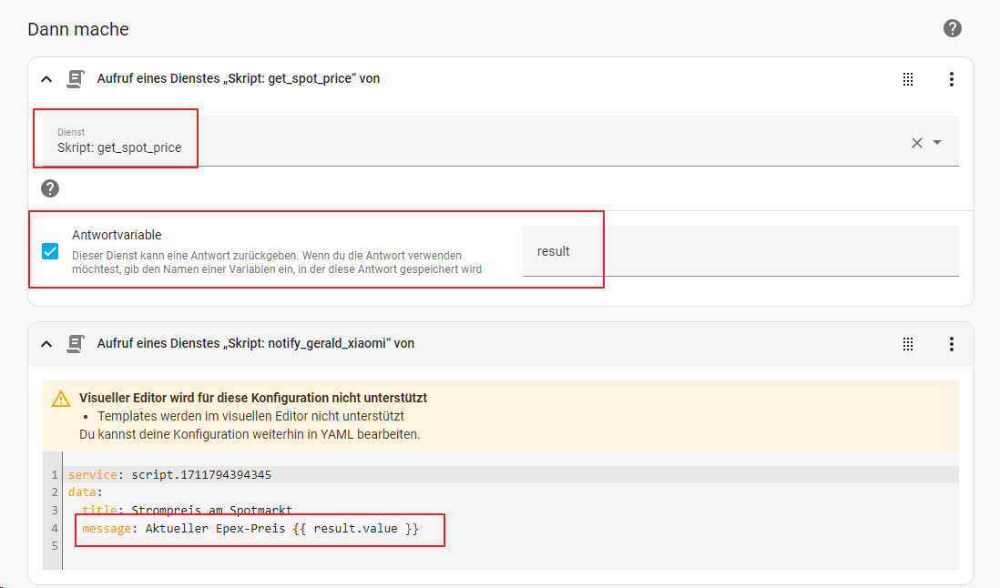 Dann mache
Aufruf eines Dienstes „Skript: get_spot_price“ von
Dienst
Skript: get_spot_price
Antwortvariable
Dieser Dienst kann eine Antwort zurückgeben. Wenn du die Antwort verwenden
möchtest, gib den Namen einer Variablen ein, in der diese Antwort gespeichert wird
result
Aufruf eines Dienstes „Skript: notify_gerald_xiaomi“ von
Visueller Editor wird für diese Konfiguration nicht unterstützt
• Templates werden im visuellen Editor nicht unterstützt
Du kannst deine Konfiguration weiterhin in YAML bearbeiten.
1 service: script.1711794394345
2 data:
3   title: Strompreis am Spotmarkt
4   message: Aktueller Epex-Preis {{ result.value }}
5